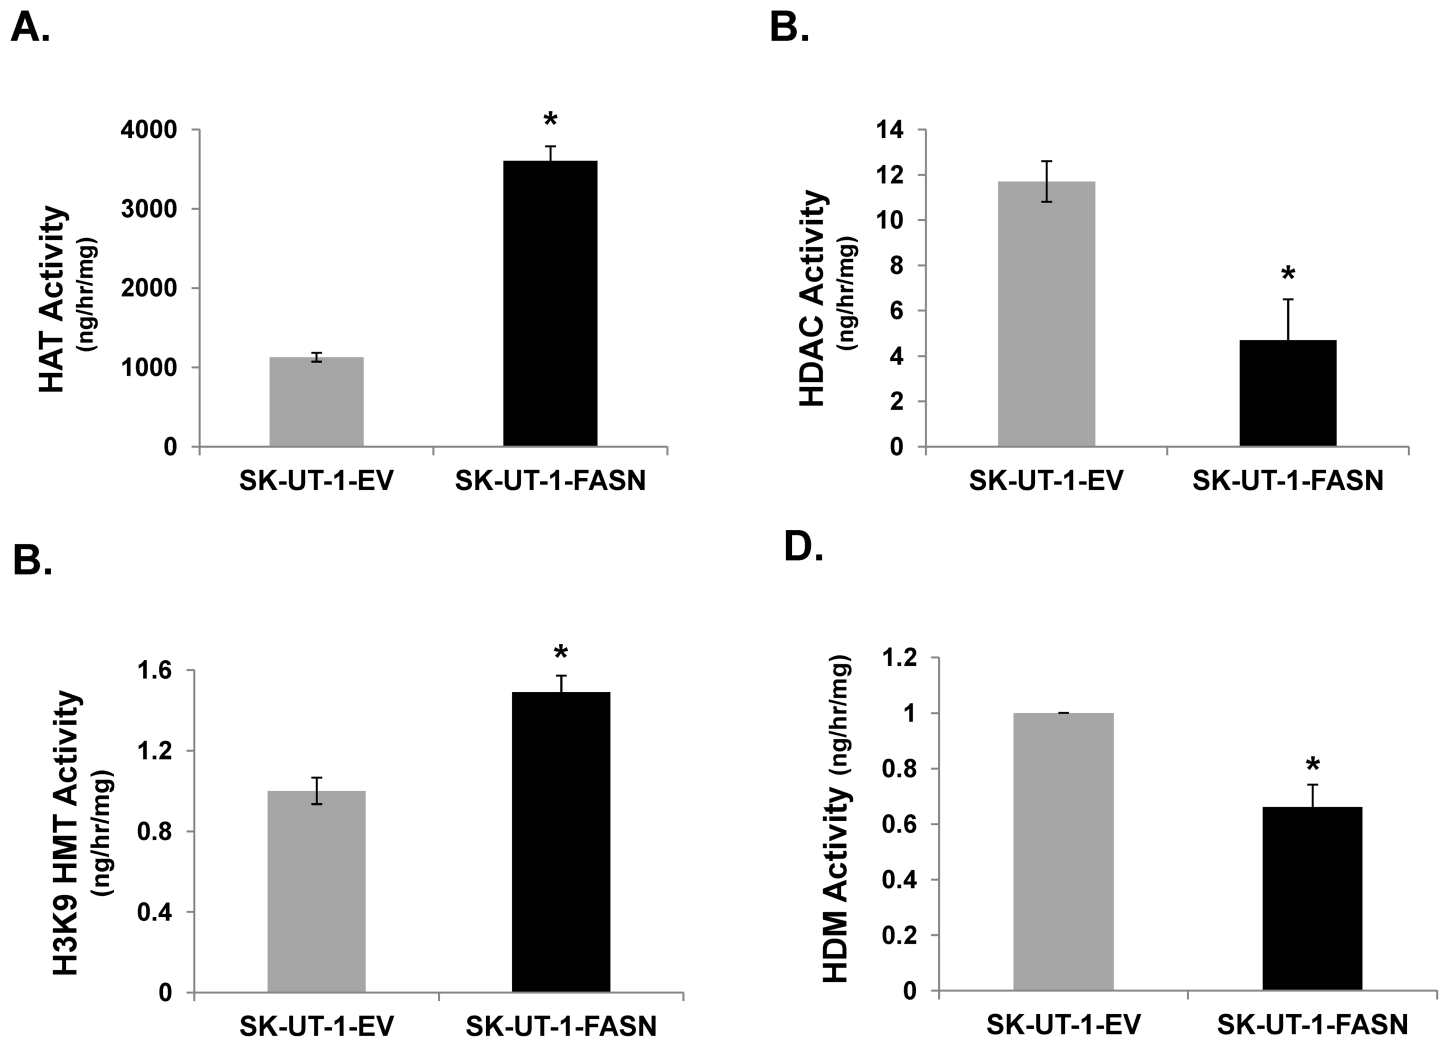 A.
*
4000
3000
2000
1000
0
HAT Activity
(ng/hr/mg)
SK-UT-1-EV
SK-UT-1-FASN
B.
*
14
12
10
8
6
4
2
0
HDAC Activity
(ng/hr/mg)
SK-UT-1-EV
SK-UT-1-FASN
B.
*
1.6
1.2
0.8
0.4
0
H3K9 HMT Activity
(ng/hr/mg)
SK-UT-1-EV
SK-UT-1-FASN
D.
*
1.2
1
0.8
0.6
0.4
0.2
0
HDM Activity (ng/hr/mg)
SK-UT-1-EV
SK-UT-1-FASN